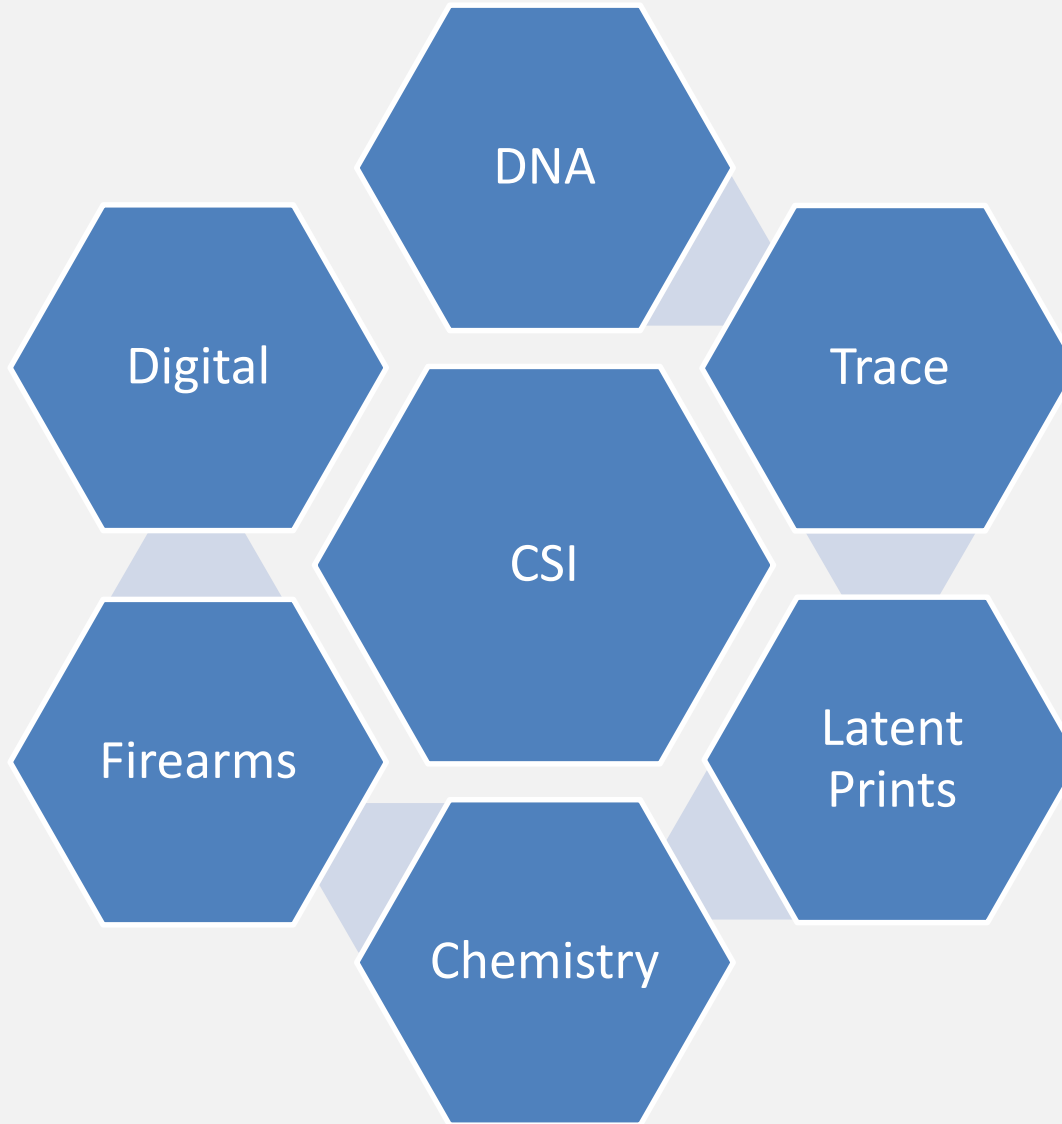 DNA
Digital
Trace
CSI
Firearms
Latent
Prints
Chemistry